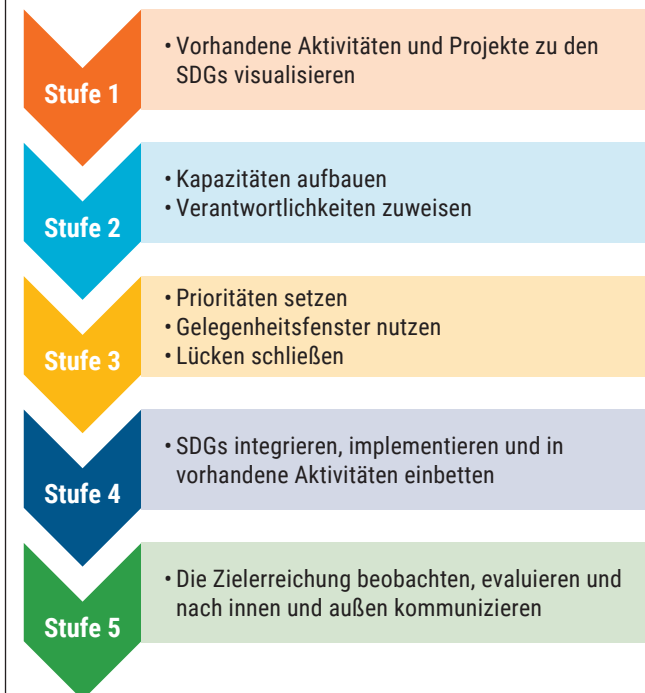 Stufe 1
• Vorhandene Aktivitäten und Projekte zu den
SDGs visualisieren
Stufe 2
• Kapazitäten aufbauen
• Verantwortlichkeiten zuweisen
Stufe 3
• Prioritäten setzen
• Gelegenheitsfenster nutzen
• Lücken schließen
Stufe 4
• SDGs integrieren, implementieren und in
vorhandene Aktivitäten einbetten
Stufe 5
• Die Zielerreichung beobachten, evaluieren und
nach innen und außen kommunizieren